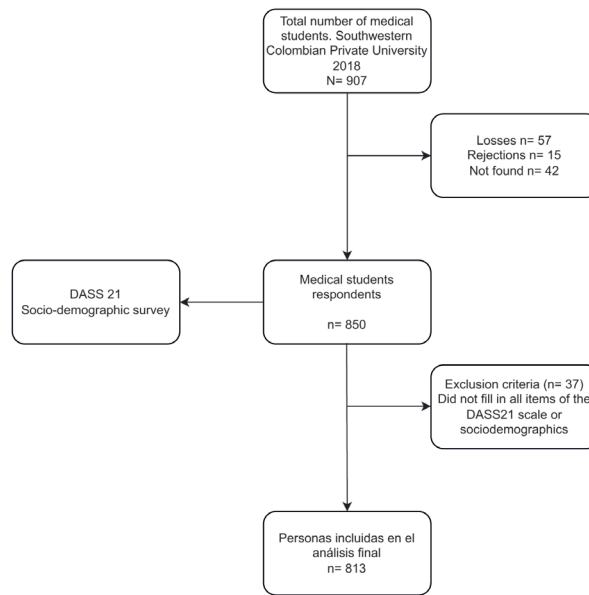 Total number of medical
students. Southwestern
Colombian Private University
2018
N= 907
Losses n= 57
Rejections n= 15
Not found n= 42
DASS 21
Socio-demographic survey
Medical students
respondents
n= 850
Exclusion criteria (n= 37)
Did not fill in all items of the
DASS21 scale or
sociodemographics
Personas incluidas en el
análisis final
n= 813